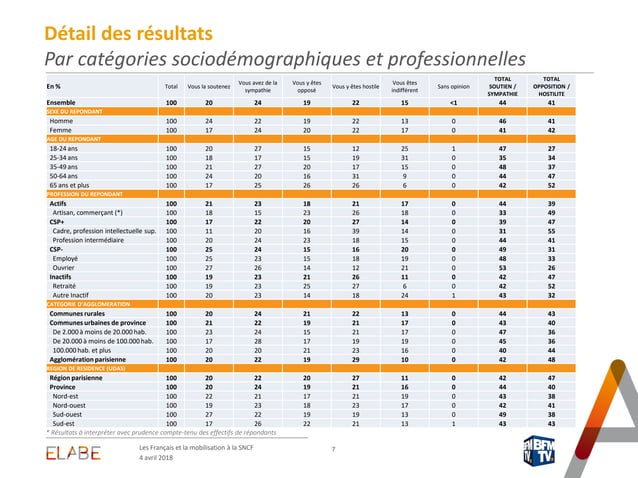 Détail des résultats
Par catégories sociodémographiques et professionnelles
En % Total Vous la soutenez Vous avez de la sympathie Vous y êtes opposé Vous y êtes hostile Vous êtes indifférent Sans opinion TOTAL SOUTIEN / SYMPATHIE TOTAL OPPOSITION / HOSTILITE
Ensemble 100 20 24 19 22 15 <1 44 41
SEXE DU REPONDANT
Homme 100 24 22 19 22 13 0 46 41
Femme 100 17 24 20 22 17 0 41 42
AGE DU REPONDANT
18-24 ans 100 20 27 15 12 25 1 47 27
25-34 ans 100 18 17 15 19 31 0 35 34
35-49 ans 100 21 27 20 17 15 0 48 37
50-64 ans 100 24 20 16 31 9 0 44 47
65 ans et plus 100 17 25 26 26 6 0 42 52
PROFESSION DU REPONDANT
Actifs 100 21 23 18 21 17 0 44 39
Artisan, commerçant (*) 100 18 15 23 26 18 0 33 49
CSP+ 100 17 22 20 27 14 0 39 47
Cadre, profession intellectuelle sup. 100 11 20 16 39 14 0 31 55
Profession intermédiaire 100 20 24 23 18 15 0 44 41
CSP- 100 25 24 15 16 20 0 49 31
Employé 100 25 23 15 18 19 0 48 33
Ouvrier 100 27 26 14 12 21 0 53 26
Inactifs 100 19 23 21 26 11 0 42 47
Retraité 100 19 23 25 27 6 0 42 52
Autre Inactif 100 20 23 14 18 24 1 43 32
CATEGORIE D'AGGLOMERATION
Communes rurales 100 20 24 21 22 13 0 44 43
Communes urbaines de province 100 21 22 19 21 17 0 43 40
De 2.000 à moins de 20.000 hab. 100 23 24 15 21 17 0 47 36
De 20.000 à moins de 100.000 hab. 100 17 28 17 19 19 0 45 36
100.000 hab. et plus 100 20 20 21 23 16 0 40 44
Agglomération parisienne 100 20 22 19 29 10 0 42 48
REGION DE RESIDENCE (UDA5)
Région parisienne 100 20 22 20 27 11 0 42 47
Province 100 20 24 19 21 16 0 44 40
Nord-est 100 22 21 17 21 19 0 43 38
Nord-ouest 100 19 23 18 23 17 0 42 41
Sud-ouest 100 27 22 19 19 13 0 49 38
Sud-est 100 17 26 22 21 13 1 43 43
* Résultats à interpréter avec prudence compte-tenu des effectifs de répondants
ELABE
Les Français et la mobilisation à la SNCF
4 avril 2018
7
BFM
TV.